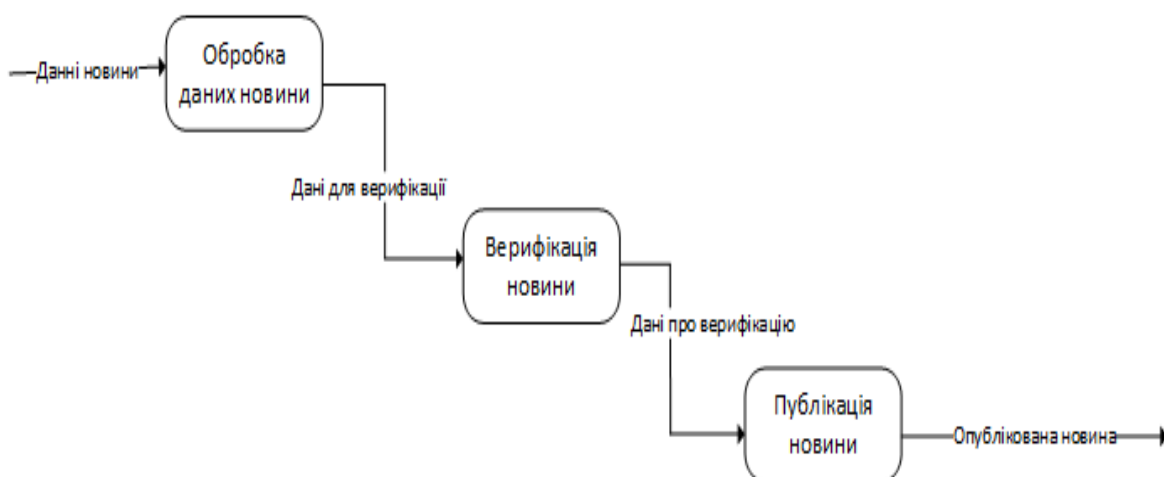 Данні новини
Обробка
даних новини
Дані для верифікації
Верифікація
новини
Дані про верифікацію
Публікація
новини
Опублікована новина